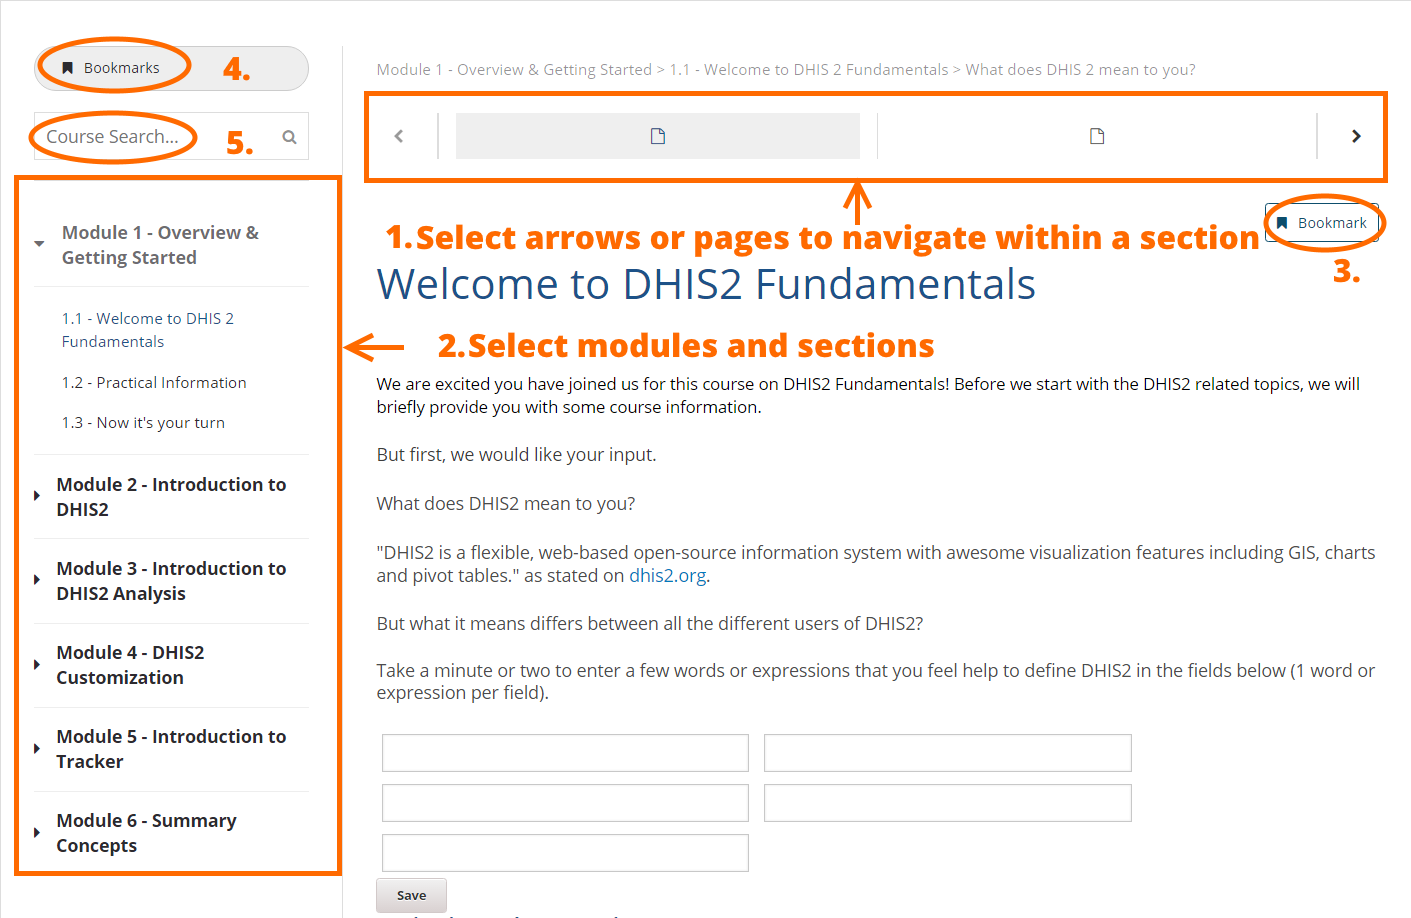 Bookmarks
4.
Course Search...
5.
Module 1 - Overview &
Getting Started
1.1 - Welcome to DHIS 2
Fundamentals
1.2 - Practical Information
1.3 - Now it's your turn
Module 2 - Introduction to
DHIS2
Module 3 - Introduction to
DHIS2 Analysis
Module 4 - DHIS2
Customization
Module 5 - Introduction to
Tracker
Module 6 - Summary
Concepts
Module 1 - Overview & Getting Started > 1.1 - Welcome to DHIS 2 Fundamentals > What does DHIS 2 mean to you?
Bookmark
1.Select arrows or pages to navigate within a section
3.
Welcome to DHIS2 Fundamentals
2.Select modules and sections
We are excited you have joined us for this course on DHIS2 Fundamentals! Before we start with the DHIS2 related topics, we will
briefly provide you with some course information.
But first, we would like your input.
What does DHIS2 mean to you?
"DHIS2 is a flexible, web-based open-source information system with awesome visualization features including GIS, charts
and pivot tables." as stated on dhis2.org.
But what it means differs between all the different users of DHIS2?
Take a minute or two to enter a few words or expressions that you feel help to define DHIS2 in the fields below (1 word or
expression per field).
Save